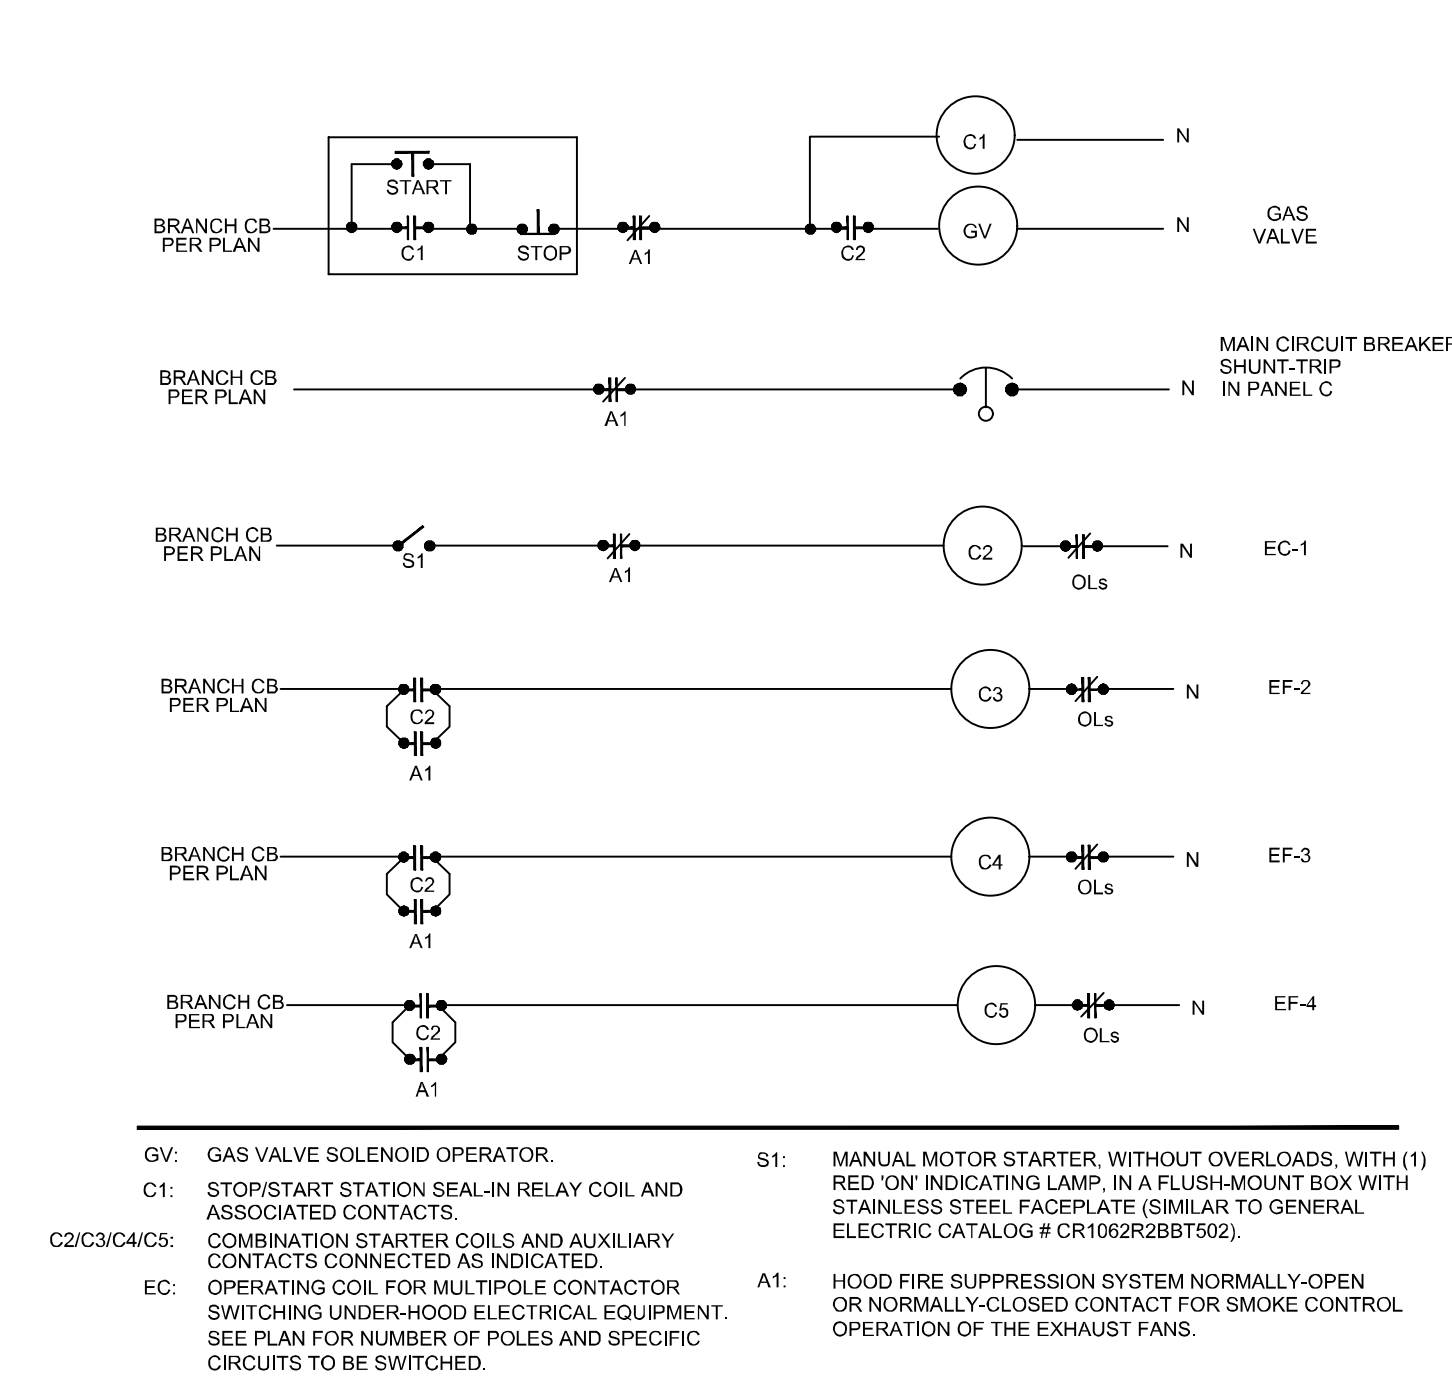 C1
N
START
BRANCH CB
PER PLAN
C1
STOP
A1
C2
GV
N
GAS
VALVE
BRANCH CB
PER PLAN
A1
N
MAIN CIRCUIT BREAKER
SHUNT-TRIP
IN PANEL C
BRANCH CB
PER PLAN
S1
A1
C2
OLs
N
EC-1
BRANCH CB
PER PLAN
C2
A1
C3
OLs
N
EF-2
BRANCH CB
PER PLAN
C2
A1
C4
OLs
N
EF-3
BRANCH CB
PER PLAN
C2
A1
C5
OLs
N
EF-4
GV: GAS VALVE SOLENOID OPERATOR.
C1: STOP/START STATION SEAL-IN RELAY COIL AND
ASSOCIATED CONTACTS.
C2/C3/C4/C5: COMBINATION STARTER COILS AND AUXILIARY
CONTACTS CONNECTED AS INDICATED.
EC: OPERATING COIL FOR MULTIPOLE CONTACTOR
SWITCHING UNDER-HOOD ELECTRICAL EQUIPMENT.
SEE PLAN FOR NUMBER OF POLES AND SPECIFIC
CIRCUITS TO BE SWITCHED.
S1: MANUAL MOTOR STARTER, WITHOUT OVERLOADS, WITH (1)
RED 'ON' INDICATING LAMP, IN A FLUSH-MOUNT BOX WITH
STAINLESS STEEL FACEPLATE (SIMILAR TO GENERAL
ELECTRIC CATALOG # CR1062R2BBT502).
A1: HOOD FIRE SUPPRESSION SYSTEM NORMALLY-OPEN
OR NORMALLY-CLOSED CONTACT FOR SMOKE CONTROL
OPERATION OF THE EXHAUST FANS.